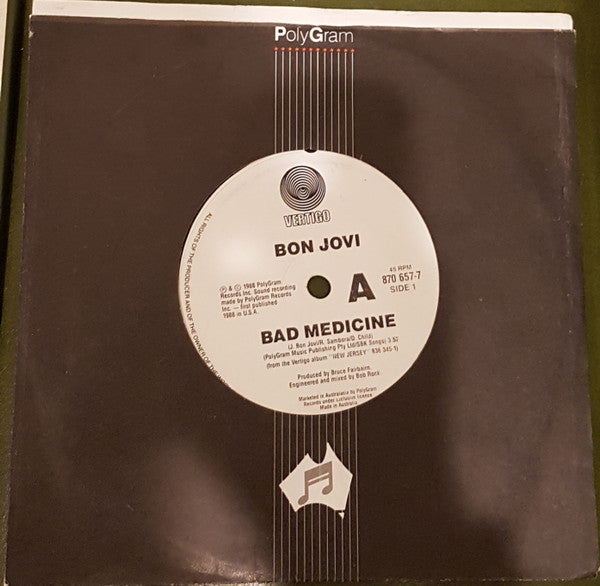 PolyGram
VERTIGO
BON JOVI
℗ & © 1988 PolyGram
Records Inc. Sound recording
made by PolyGram Records
Inc. — first published
1988 in U.S.A.
A
45 RPM
870 657-7
SIDE 1
BAD MEDICINE
(J. Bon Jovi/R. Sambora/D. Child)
(PolyGram Music Publishing Pty Ltd/SBK Songs) 3.52
(from the Vertigo album "NEW JERSEY" 836 345-1)
Produced by Bruce Fairbairn.
Engineered and mixed by Bob Rock.
Marketed in Australasia by PolyGram
Records under exclusive licence
Made in Australia
ALL RIGHTS OF THE PRODUCER AND OF THE OWNER OF THE